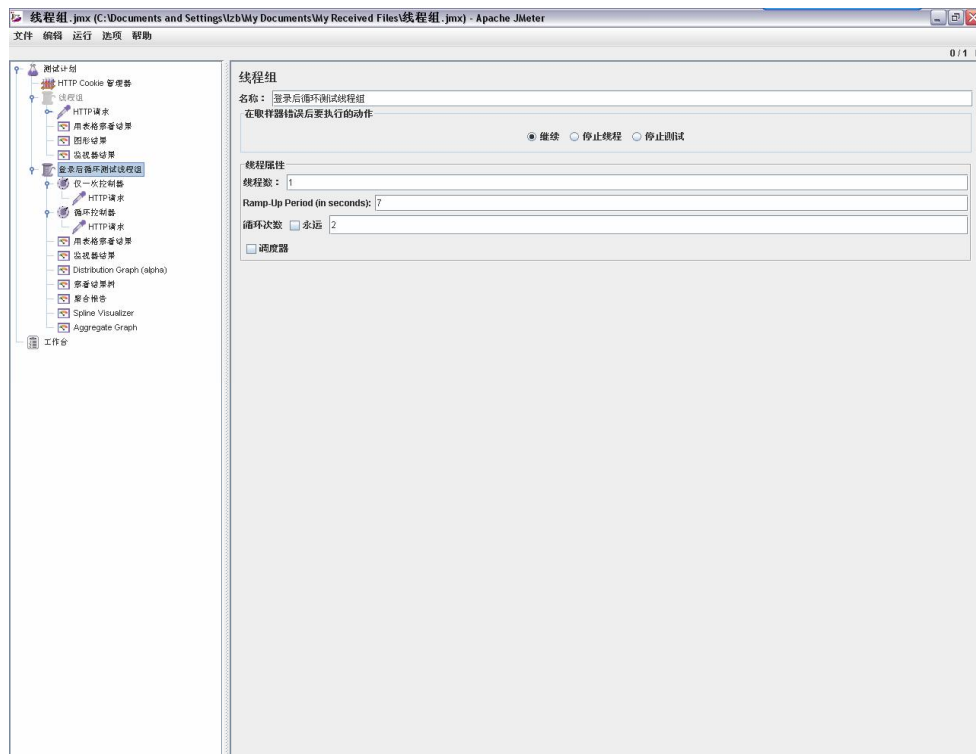 线程组.jmx (C:\Documents and Settings\lzb\My Documents\My Received Files\线程组.jmx) - Apache JMeter
文件 编辑 运行 选项 帮助
0 / 1
测试计划
HTTP Cookie 管理器
线程组
HTTP请求
用表格察看结果
图形结果
监视器结果
登录后循环测试线程组
仅一次控制器
HTTP请求
循环控制器
HTTP请求
用表格察看结果
监视器结果
Distribution Graph (alpha)
察看结果树
聚合报告
Spline Visualizer
Aggregate Graph
工作台
线程组
名称： 登录后循环测试线程组
在取样器错误后要执行的动作
继续 停止线程 停止测试
线程属性
线程数： 1
Ramp-Up Period (in seconds): 7
循环次数 永远 2
调度器